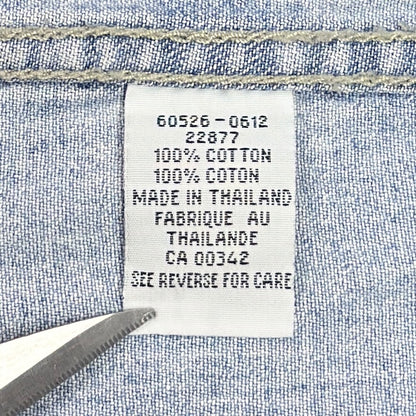 60526-0612
22877
100% COTTON
100% COTON
MADE IN THAILAND
FABRIQUE AU
THAILANDE
CA 00342
SEE REVERSE FOR CARE